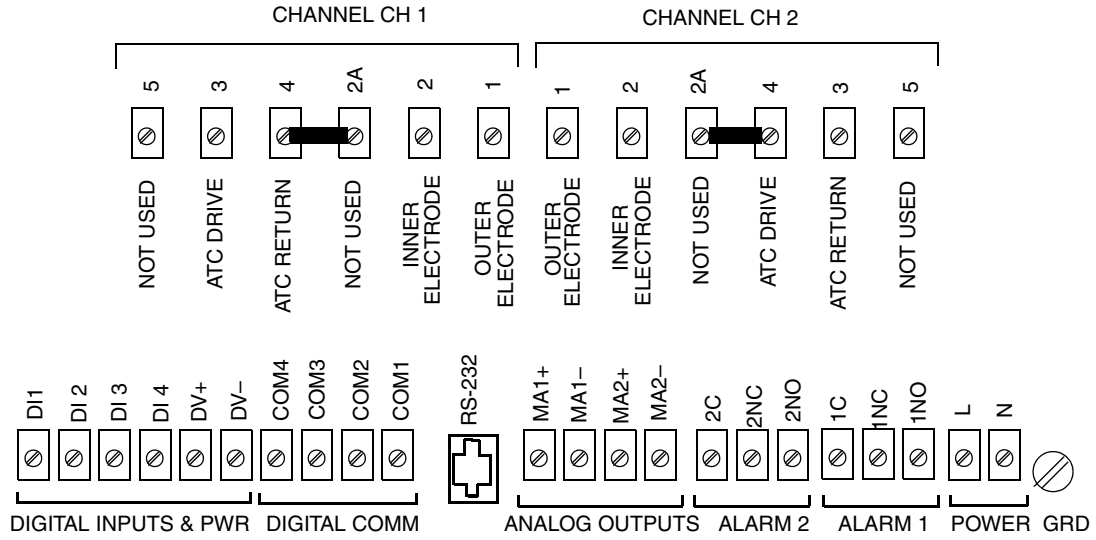 CHANNEL CH 1
CHANNEL CH 2
5
3
4
2A
2
1
1
2
2A
4
3
5
NOT USED
ATC DRIVE
ATC RETURN
NOT USED
INNER
ELECTRODE
OUTER
ELECTRODE
OUTER
ELECTRODE
INNER
ELECTRODE
NOT USED
ATC DRIVE
ATC RETURN
NOT USED
DI1
DI 2
DI 3
DI 4
DV+
DV–
COM4
COM3
COM2
COM1
RS-232
MA1+
MA1–
MA2+
MA2–
2C
2NC
2NO
1C
1NC
1NO
L
N
DIGITAL INPUTS & PWR
DIGITAL COMM
ANALOG OUTPUTS
ALARM 2
ALARM 1
POWER
GRD